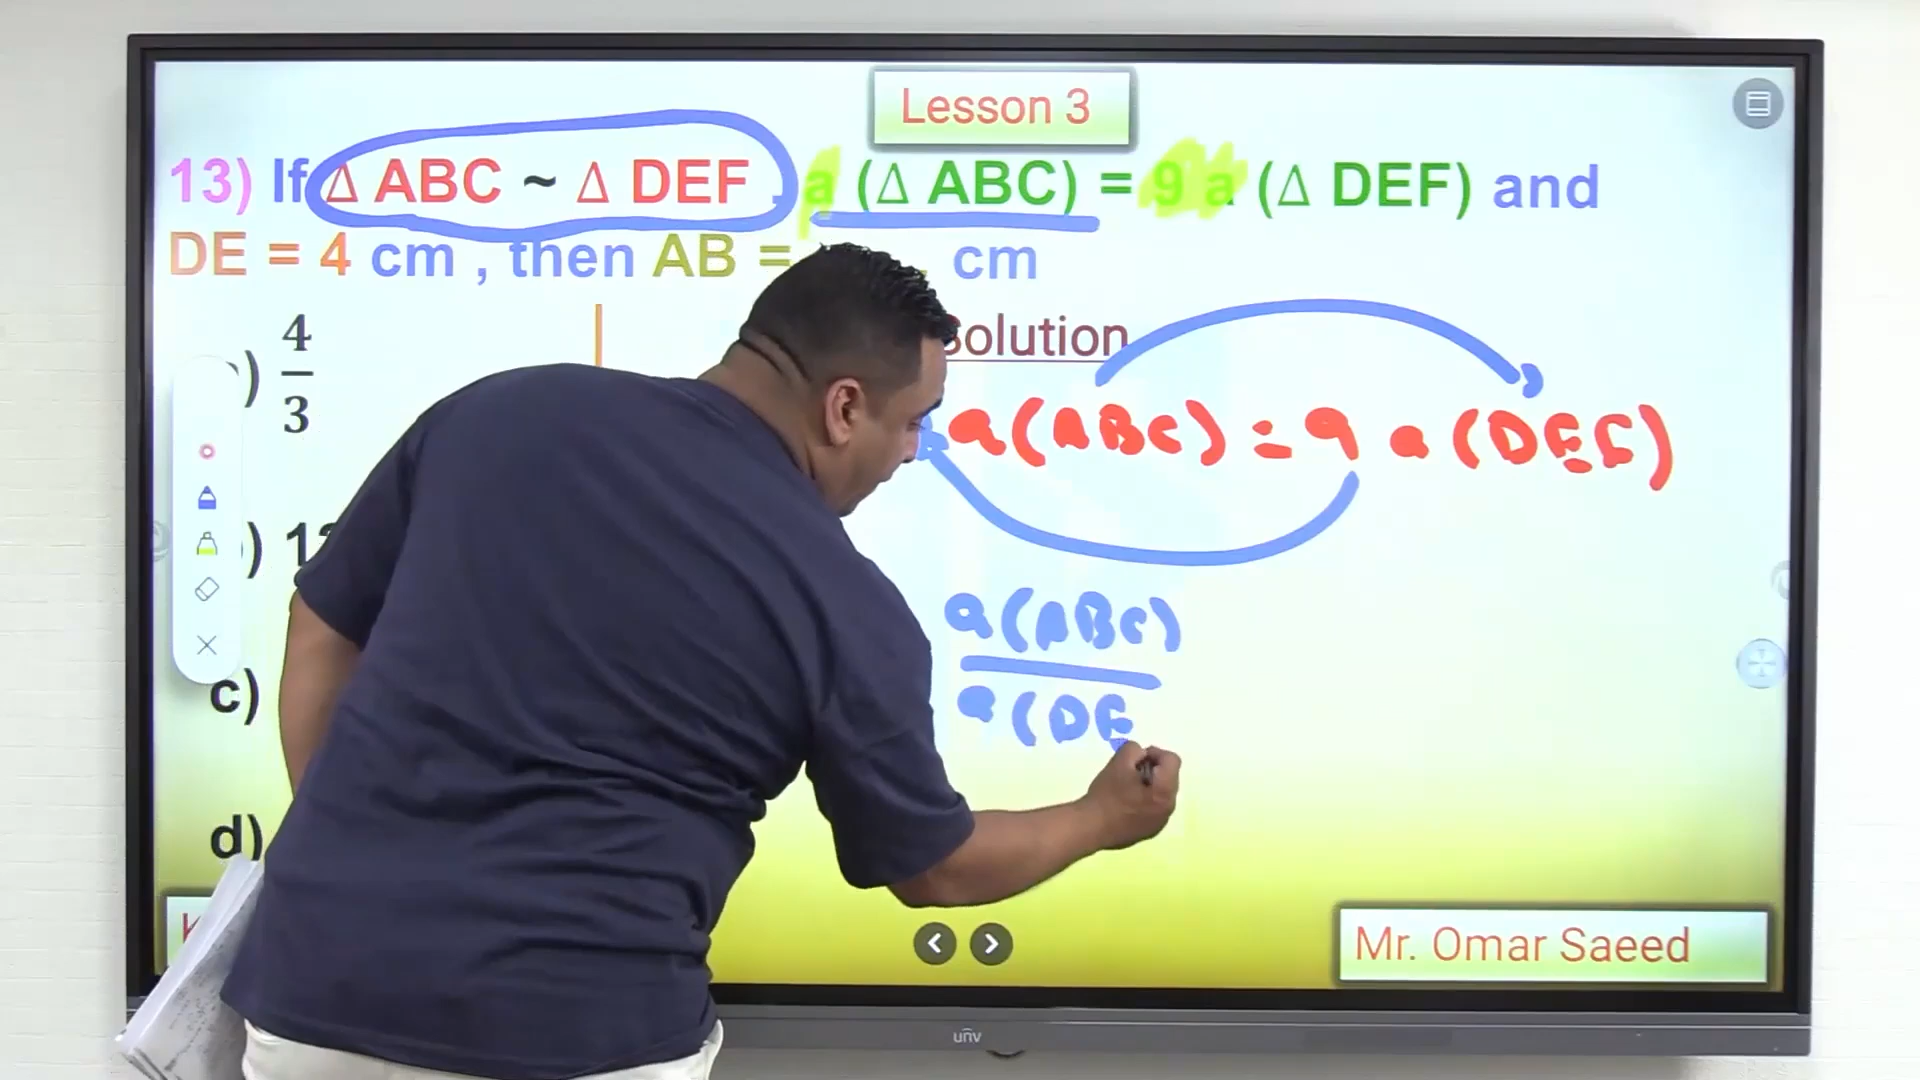 Lesson 3
13) If Δ ABC ~ Δ DEF , a (Δ ABC) = 9 a (Δ DEF) and
DE = 4 cm , then AB = cm
Solution
4
3
a(ABC) = 9 a (DEF)
a(ABC)
a(DE
c)
d)
Mr. Omar Saeed
unv